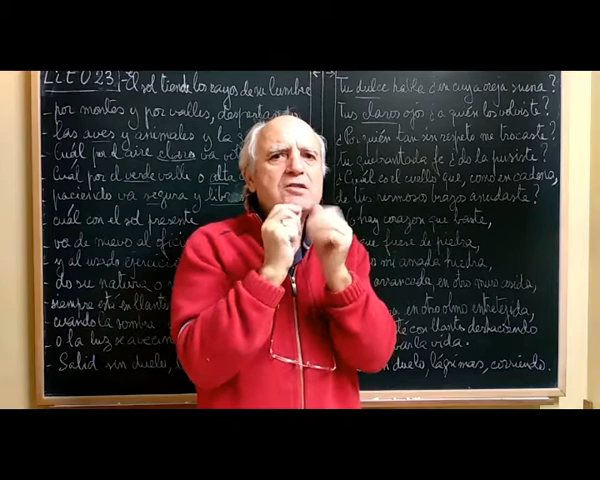 LITO 23 - El sol tiende los rayos de su lumbre
por montes y por valles, despertando
las aves y animales y la
Cuál por el aire claro va
Cuál por el verde valle o alta
paciendo va segura y libre
cuál con el sol presente
va de nuevo al oficio
y al usado ejercicio
do su natura
siempre está en llanto
cuando la sombra
o la luz se avecina
Salid sin duelo,
Tu dulce habla ¿en cuya oreja suena?
Tus claros ojos ¿a quién los volviste?
¿Por quién tan sin respeto me trocaste?
tu quebrantada fe ¿do la pusiste?
¿Cuál es el cuello que, como en cadena,
de tus hermosos brazos anudaste?
hay corazón que baste,
que fuese de piedra,
mi amada hiedra,
arrancada, en otro muro asida,
en otro olmo entretejida,
esté con llanto deshaciendo
la vida.
duelo, lágrimas, corriendo.